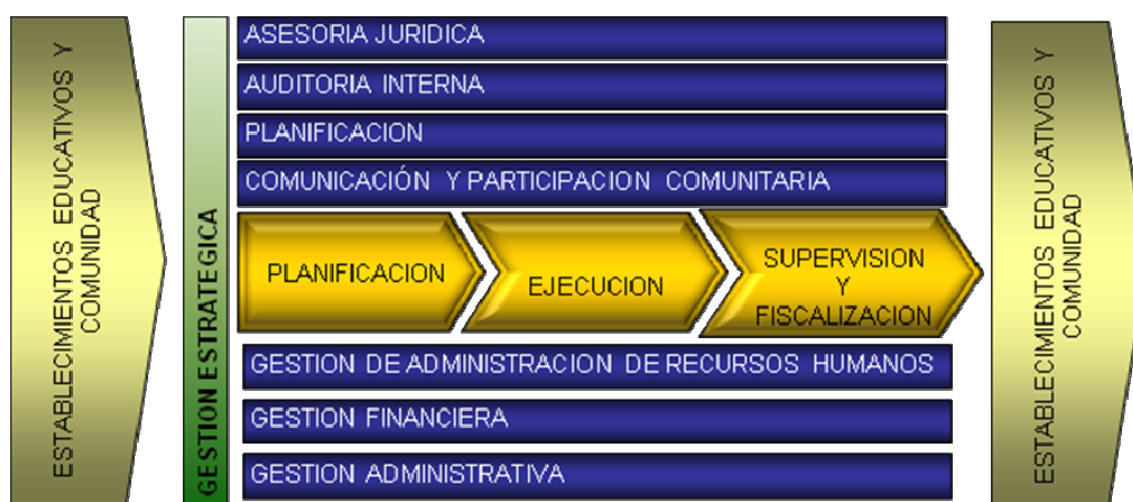 ESTABLECIMIENTOS EDUCATIVOS Y
COMUNIDAD
GESTION ESTRATEGICA
ASESORIA JURIDICA
AUDITORIA INTERNA
PLANIFICACION
COMUNICACIÓN Y PARTICIPACION COMUNITARIA
PLANIFICACION
EJECUCION
SUPERVISION
Y
FISCALIZACION
GESTION DE ADMINISTRACION DE RECURSOS HUMANOS
GESTION FINANCIERA
GESTION ADMINISTRATIVA
ESTABLECIMIENTOS EDUCATIVOS Y
COMUNIDAD